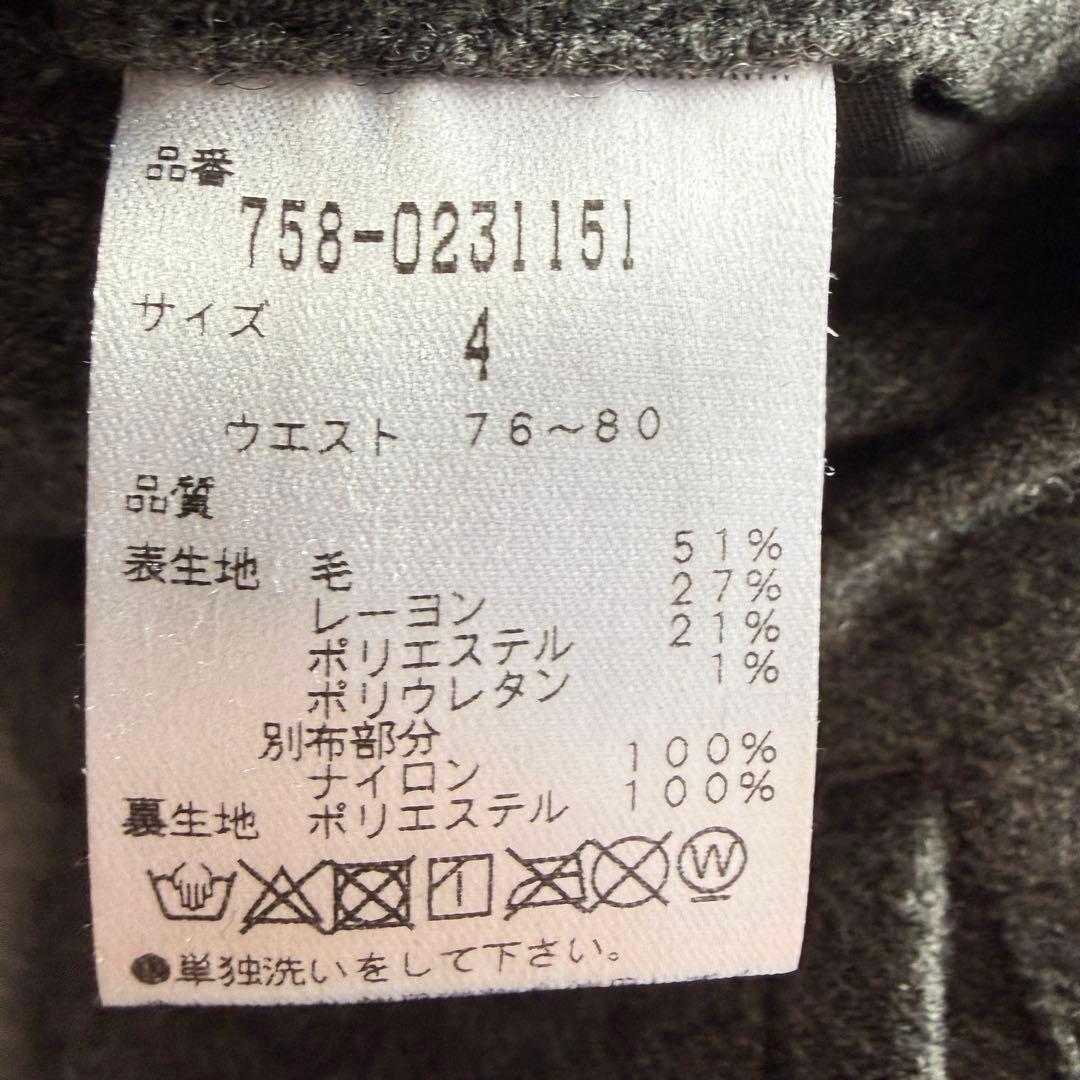 品番
758-0231151
サイズ 4
ウエスト 76～80
品質
表生地 毛 51%
レーヨン 27%
ポリエステル 21%
ポリウレタン 1%
別布部分
ナイロン 100%
裏生地 ポリエステル 100%
W
●単独洗いをして下さい。